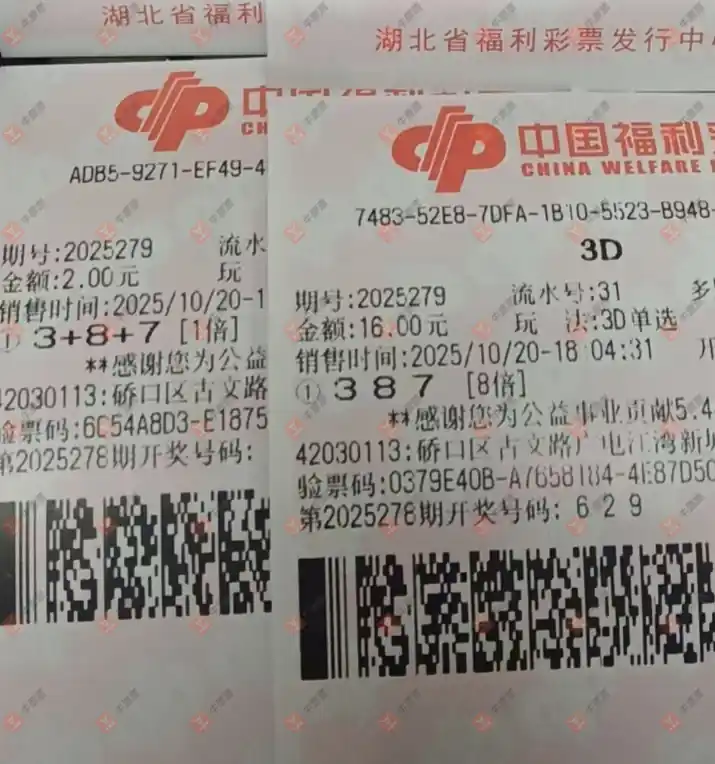 湖北省福利
ADB5-9271-EF49-4
期号:2025279 流水
金额:2.00元 玩
销售时间:2025/10/20-1
① 3+8+7 [1倍]
**感谢您为公益
42030113:硚口区古文路
验票码:6C54A8D3-E1875
第2025278期开奖号码:
湖北省福利彩票发行中心
中国福利
CHINA WELFARE
7483-52E8-7DFA-1B10-5523-B948-
3D
期号:2025279 流水号:31 多
金额:16.00元 玩 法:3D单选
销售时间:2025/10/20-18:04:31 开
① 3 8 7 [8倍]
**感谢您为公益事业贡献5.4
42030113:硚口区古文路广电江湾新城
验票码:0379E40B-A7658184-4E87D50
第2025278期开奖号码: 6 2 9